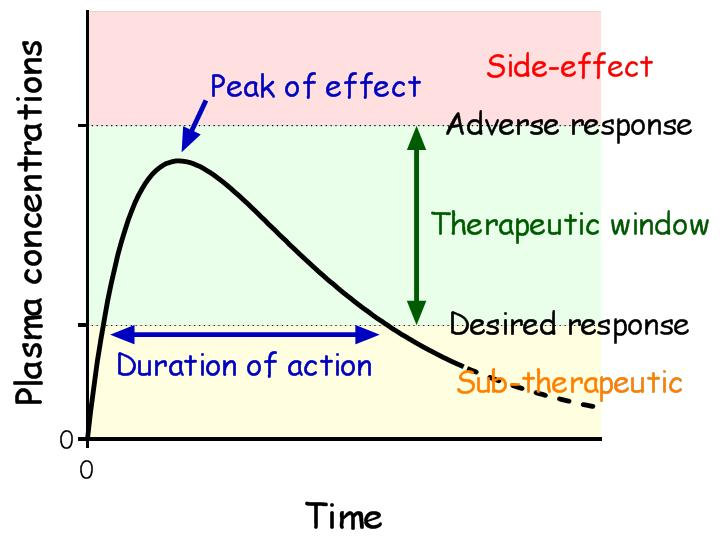 Side-effect
Peak of effect
Adverse response
Plasma concentrations
Therapeutic window
Desired response
Duration of action
Sub-therapeutic
0
0
Time